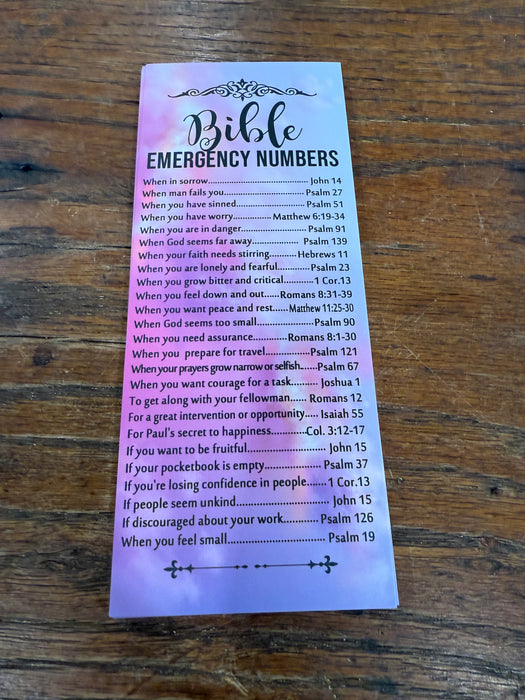 Bible
EMERGENCY NUMBERS
When in sorrow................................................ John 14
When man fails you...................................... Psalm 27
When you have sinned................................. Psalm 51
When you have worry............... Matthew 6:19-34
When you are in danger............................ Psalm 91
When God seems far away.................. Psalm 139
When your faith needs stirring...........Hebrews 11
When you are lonely and fearful............Psalm 23
When you grow bitter and critical............1 Cor.13
When you feel down and out......Romans 8:31-39
When you want peace and rest......Matthew 11:25-30
When God seems too small......................Psalm 90
When you need assurance.............Romans 8:1-30
When you prepare for travel.................Psalm 121
When your prayers grow narrow or selfish.......Psalm 67
When you want courage for a task.......... Joshua 1
To get along with your fellowman...... Romans 12
For a great intervention or opportunity..... Isaiah 55
For Paul's secret to happiness.............Col. 3:12-17
If you want to be fruitful............................ John 15
If your pocketbook is empty.................... Psalm 37
If you're losing confidence in people.......1 Cor.13
If people seem unkind................................ John 15
If discouraged about your work............ Psalm 126
When you feel small................................. Psalm 19